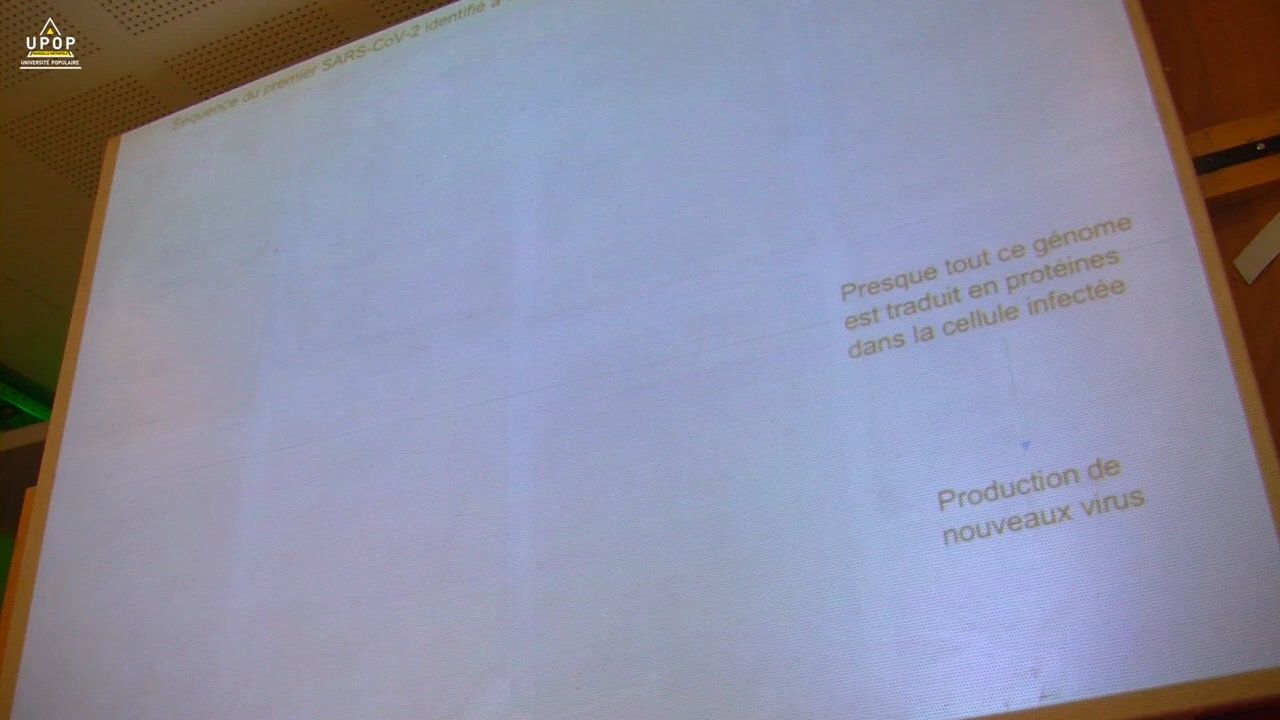 UPOP
UNIVERSITÉ POPULAIRE
Séquence du premier SARS-CoV-2 identifié à
Presque tout ce génome
est traduit en protéines
dans la cellule infectée
Production de
nouveaux virus